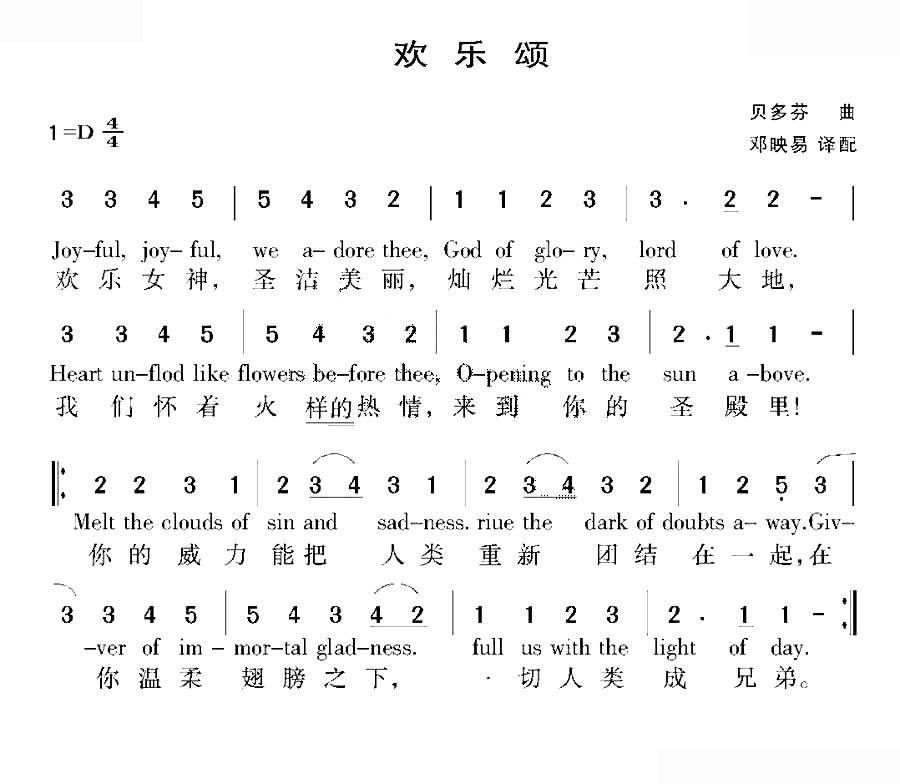 欢乐颂
1=D 4/4
贝多芬 曲
邓映易 译配
3 3 4 5 | 5 4 3 2 | 1 1 2 3 | 3 . 2 2 - |
Joy-ful, joy-ful, we a-dore thee, God of glo-ry, lord of love.
欢乐女神, 圣洁美丽, 灿烂光芒 照 大地,
3 3 4 5 | 5 4 3 2 | 1 1 2 3 | 2 . 1 1 - |
Heart un-flod like flowers be-fore thee, O-pening to the sun a-bove.
我们怀着 火样的热情, 来到 你的 圣殿里!
2 2 3 1 | 2 3 4 3 1 | 2 3 4 3 2 | 1 2 5 3 |
Melt the clouds of sin and sad-ness. riue the dark of doubts a-way. Giv-
你的威力 能把 人类 重新 团结 在一起, 在
3 3 4 5 | 5 4 3 4 2 | 1 1 2 3 | 2 . 1 1 - :|
-ver of im-mor-tal glad-ness. full us with the light of day.
你温柔 翅膀之下, ·切人类 成 兄弟。